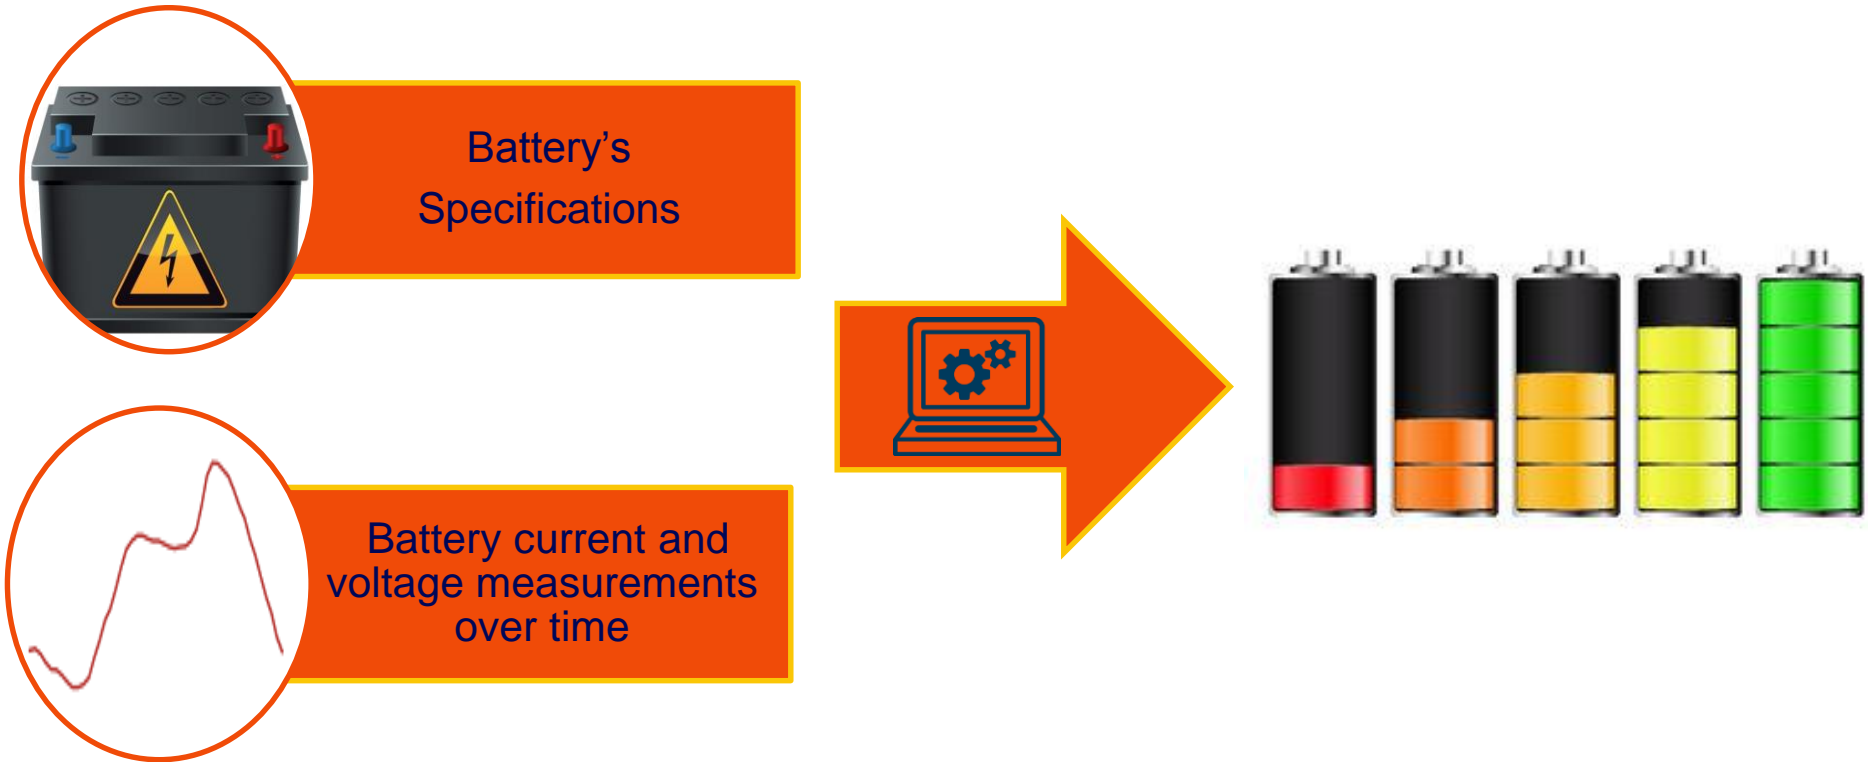 Battery’s
Specifications
Battery current and
voltage measurements
over time